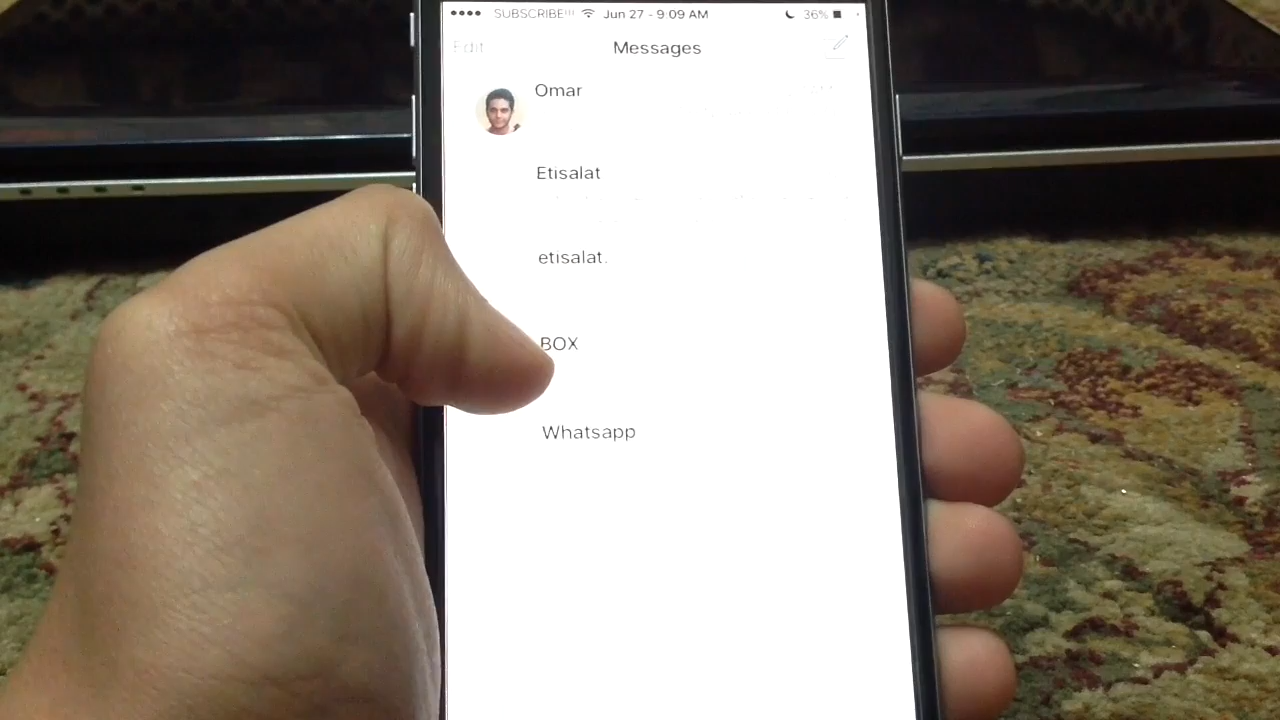 SUBSCRIBE!!! Jun 27 - 9:09 AM 36%
Edit Messages
Omar
Etisalat
etisalat.
BOX
Whatsapp